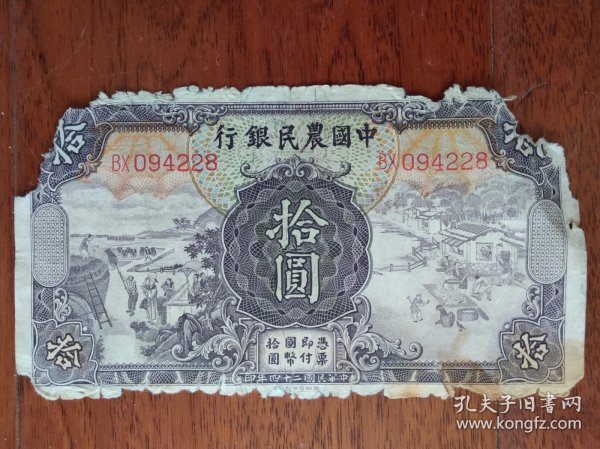 中國農民銀行
BX094228 BX094228
拾圓
拾 拾 拾 拾
憑票即付國幣拾圓
中華民國二十四年印
孔夫子旧書网
www.kongfz.com